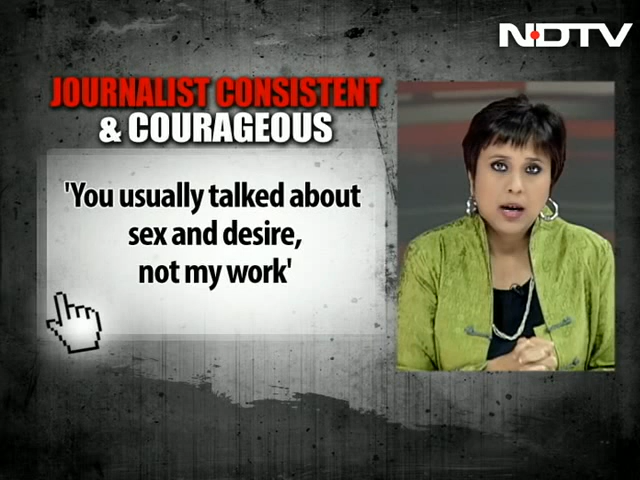 NDTV
JOURNALIST CONSISTENT
& COURAGEOUS
'You usually talked about
sex and desire,
not my work'